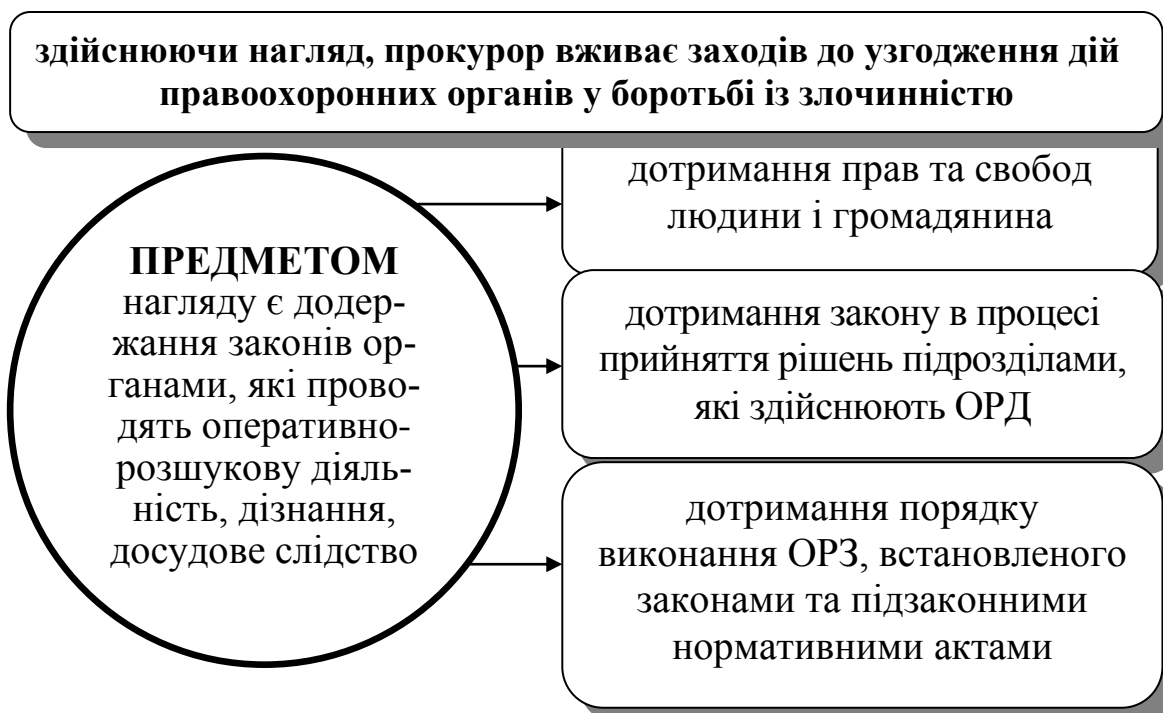 здійснюючи нагляд, прокурор вживає заходів до узгодження дій
правоохоронних органів у боротьбі із злочинністю
ПРЕДМЕТОМ
нагляду є додер-
жання законів ор-
ганами, які прово-
дять оперативно-
розшукову діяль-
ність, дізнання,
досудове слідство
дотримання прав та свобод
людини і громадянина
дотримання закону в процесі
прийняття рішень підрозділами,
які здійснюють ОРД
дотримання порядку
виконання ОРЗ, встановленого
законами та підзаконними
нормативними актами